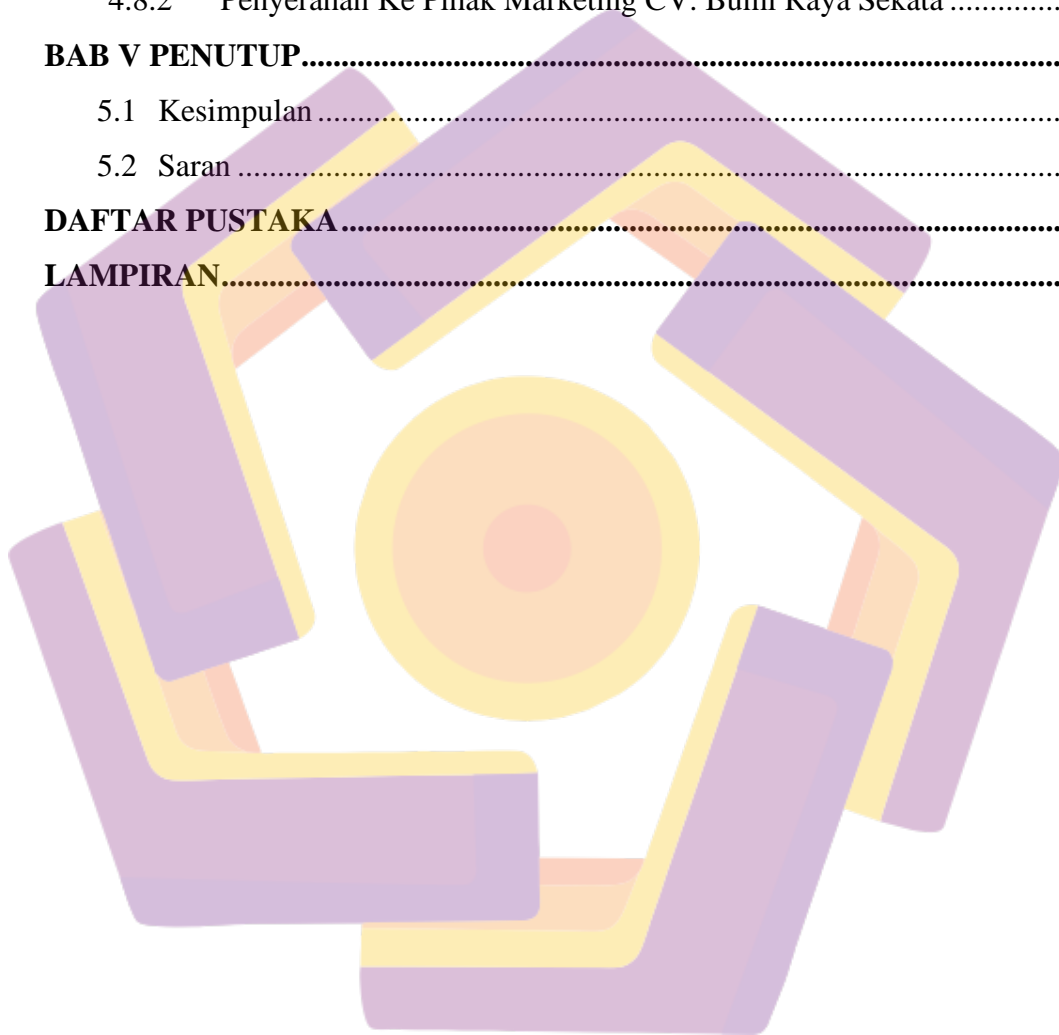 4.8.2 Penyerahan Ke Pihak Marketing CV. Bumi Raya Sekata ..............
BAB V PENUTUP..........................................................................................
5.1 Kesimpulan ..........................................................................................
5.2 Saran ....................................................................................................
DAFTAR PUSTAKA.....................................................................................
LAMPIRAN..................................................................................................